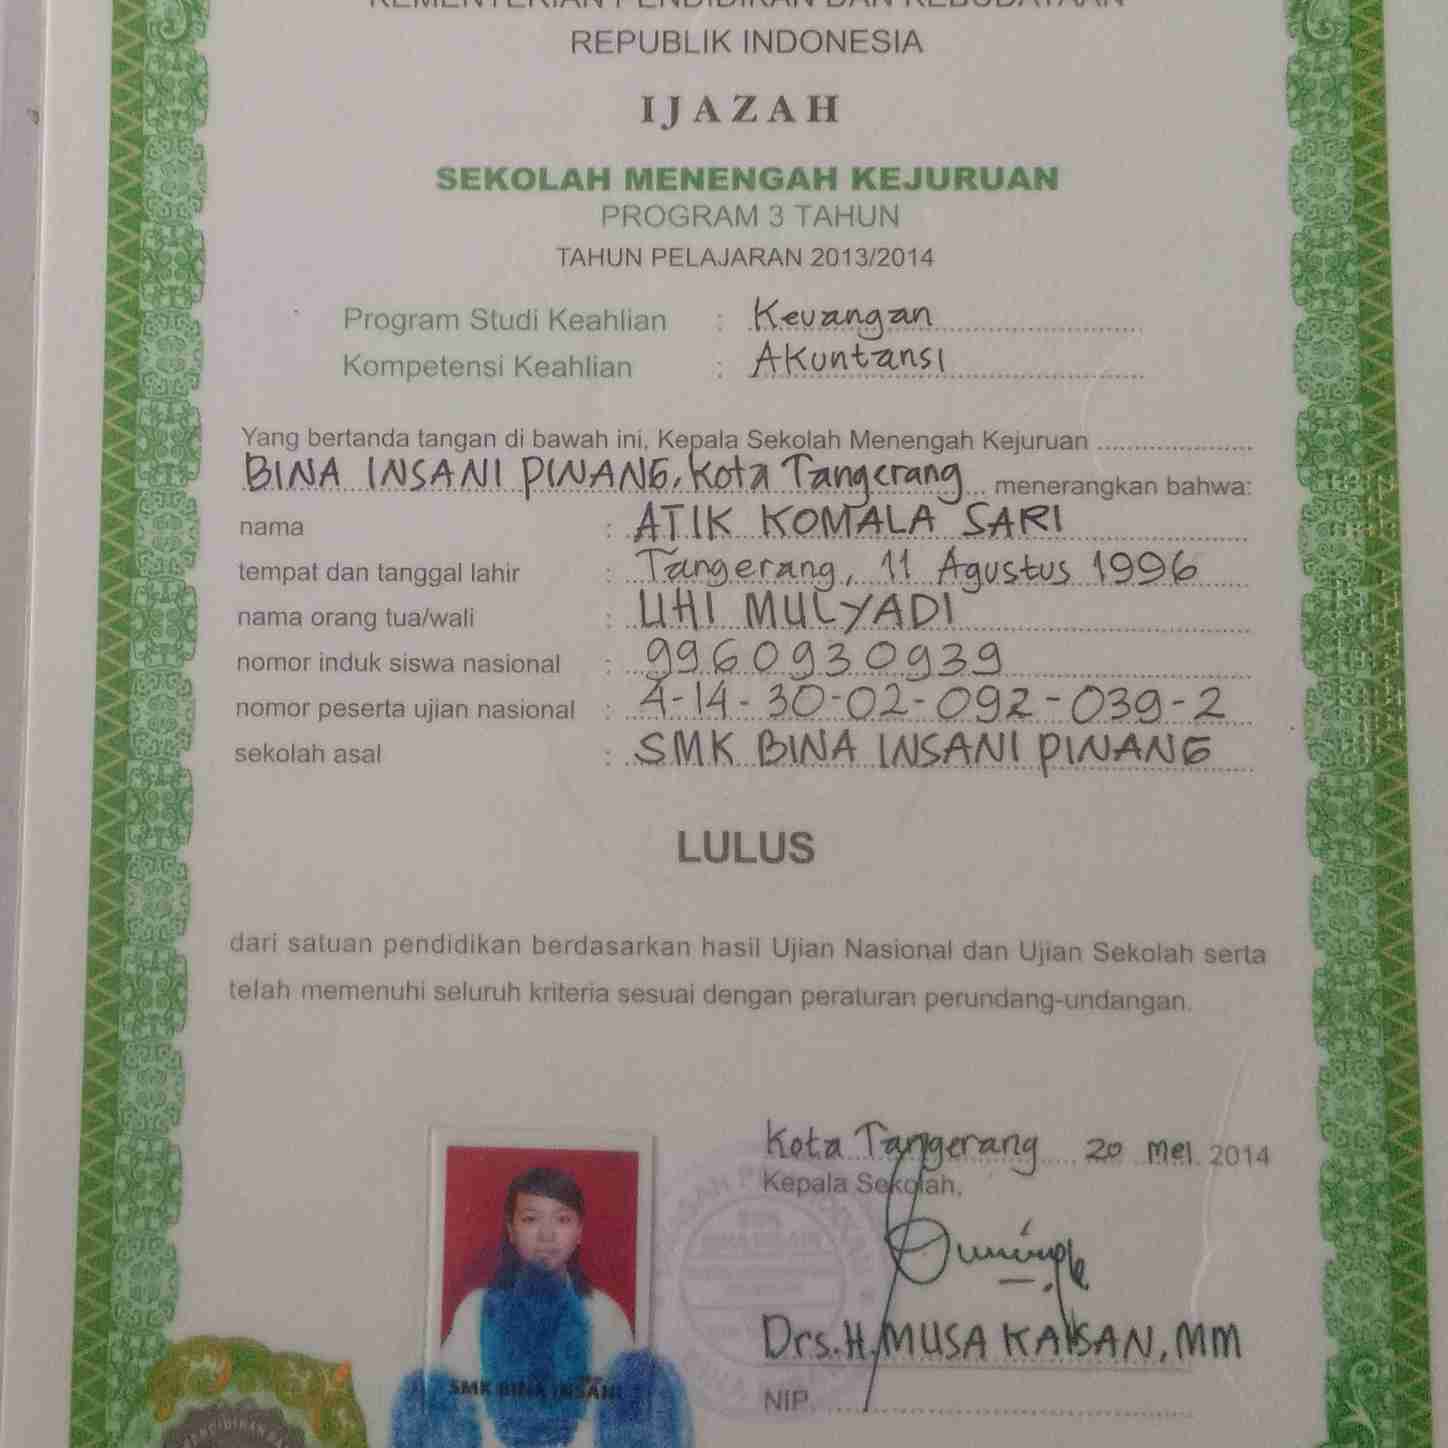 KEMENTERIAN PENDIDIKAN DAN KEBUDAYAAN
REPUBLIK INDONESIA
IJAZAH
SEKOLAH MENENGAH KEJURUAN
PROGRAM 3 TAHUN
TAHUN PELAJARAN 2013/2014
Program Studi Keahlian : Keuangan
Kompetensi Keahlian : Akuntansi
Yang bertanda tangan di bawah ini, Kepala Sekolah Menengah Kejuruan
BINA INSANI PINANG, Kota Tangerang menerangkan bahwa:
nama : ATIK KOMALA SARI
tempat dan tanggal lahir : Tangerang, 11 Agustus 1996
nama orang tua/wali : UHI MULYADI
nomor induk siswa nasional : 9960930939
nomor peserta ujian nasional : 4-14-30-02-092-039-2
sekolah asal : SMK BINA INSANI PINANG
LULUS
dari satuan pendidikan berdasarkan hasil Ujian Nasional dan Ujian Sekolah serta
telah memenuhi seluruh kriteria sesuai dengan peraturan perundang-undangan.
Kota Tangerang 20 Mei 2014
Kepala Sekolah,
Drs.H.MUSA KAISAN, MM
SMK BINA INSANI
NIP.